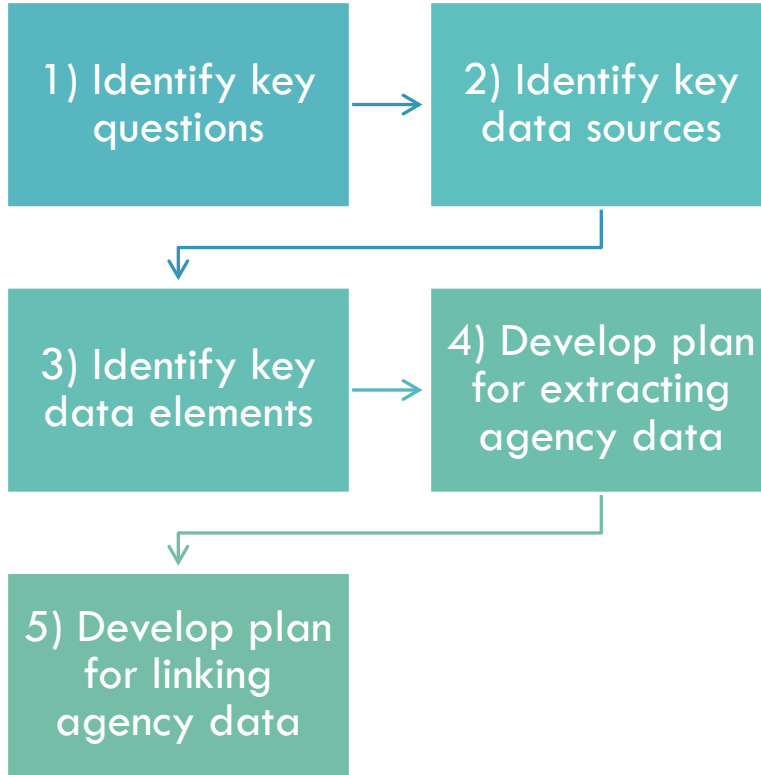 1) Identify key
questions
2) Identify key
data sources
3) Identify key
data elements
4) Develop plan
for extracting
agency data
5) Develop plan
for linking
agency data